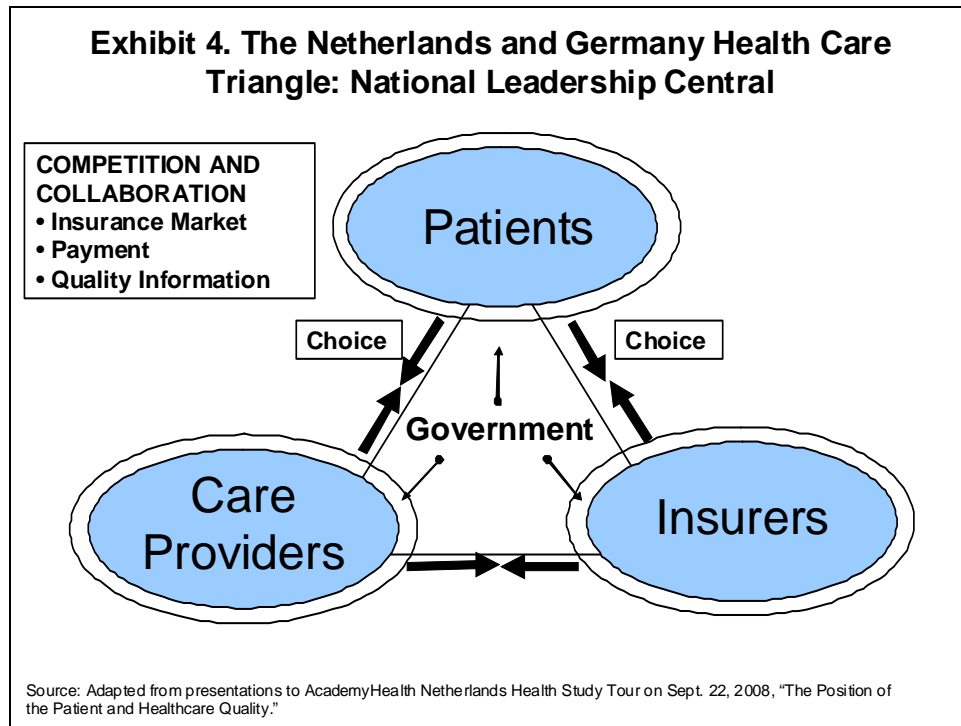 Exhibit 4. The Netherlands and Germany Health Care
Triangle: National Leadership Central
COMPETITION AND
COLLABORATION
• Insurance Market
• Payment
• Quality Information
Patients
Choice
Choice
Government
Care
Providers
Insurers
Source: Adapted from presentations to AcademyHealth Netherlands Health Study Tour on Sept. 22, 2008, “The Position of
the Patient and Healthcare Quality.”